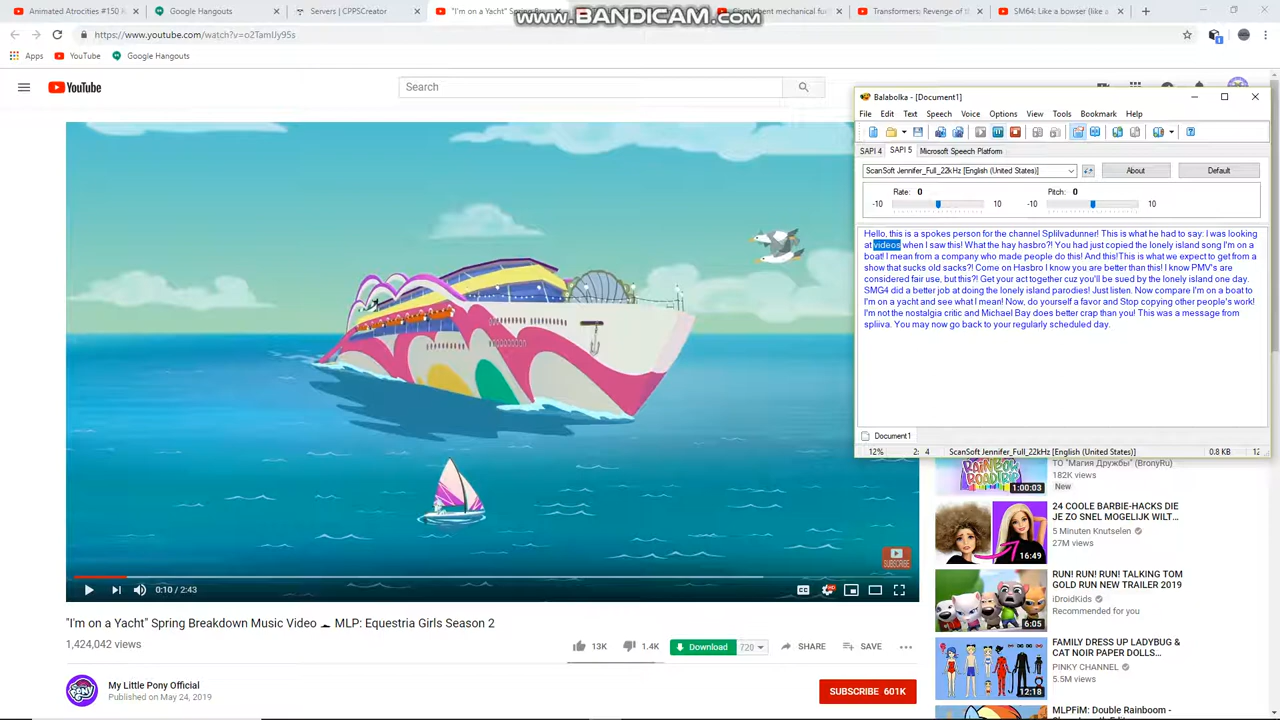 Animated Atrocities #150
Google Hangouts
Servers | CPPSCreator
"I'm on a Yacht" Spring Bre
www.BANDICAM.com
Transformers: Revenge of t
SM64: Like a bowser (like a
https://www.youtube.com/watch?v=o2TamIJy95s
Apps
YouTube
Google Hangouts
YouTube
Search
Balabolka - [Document1]
File Edit Text Speech Voice Options View Tools Bookmark Help
SAPI 4 SAPI 5 Microsoft Speech Platform
ScanSoft Jennifer_Full_22kHz [English (United States)]
About
Default
Rate: 0
Pitch: 0
-10 10 -10 10
Hello, this is a spokes person for the channel Splilvadunner! This is what he had to say: I was looking
at videos when I saw this! What the hay hasbro?! You had just copied the lonely island song I'm on a
boat! I mean from a company who made people do this! And this!This is what we expect to get from a
show that sucks old sacks?! Come on Hasbro I know you are better than this! I know PMV's are
considered fair use, but this?! Get your act together cuz you'll be sued by the lonely island one day.
SMG4 did a better job at doing the lonely island parodies! Just listen. Now compare I'm on a boat to
I'm on a yacht and see what I mean! Now, do yourself a favor and Stop copying other people's work!
I'm not the nostalgia critic and Michael Bay does better crap than you! This was a message from
spliiva. You may now go back to your regularly scheduled day.
Document1
12% 2: 4 ScanSoft Jennifer_Full_22kHz [English (United States)] 0.8 KB
SUBSCRIBE
0:10 / 2:43
HD
"I'm on a Yacht" Spring Breakdown Music Video MLP: Equestria Girls Season 2
1,424,042 views
13K
1.4K
Download 720
SHARE
SAVE
My Little Pony Official
Published on May 24, 2019
SUBSCRIBE 601K
RAINBOW
ROADTRIP
1:00:03
ТО "Магия Дружбы" (BronyRu)
182K views
New
24 COOLE BARBIE-HACKS DIE
JE ZO SNEL MOGELIJK WILT...
5 Minuten Knutselen
27M views
16:49
RUN! RUN! RUN! TALKING TOM
GOLD RUN NEW TRAILER 2019
iDroidKids
Recommended for you
6:05
FAMILY DRESS UP LADYBUG &
CAT NOIR PAPER DOLLS...
PINKY CHANNEL
5.5M views
12:18
MLPFiM: Double Rainboom -